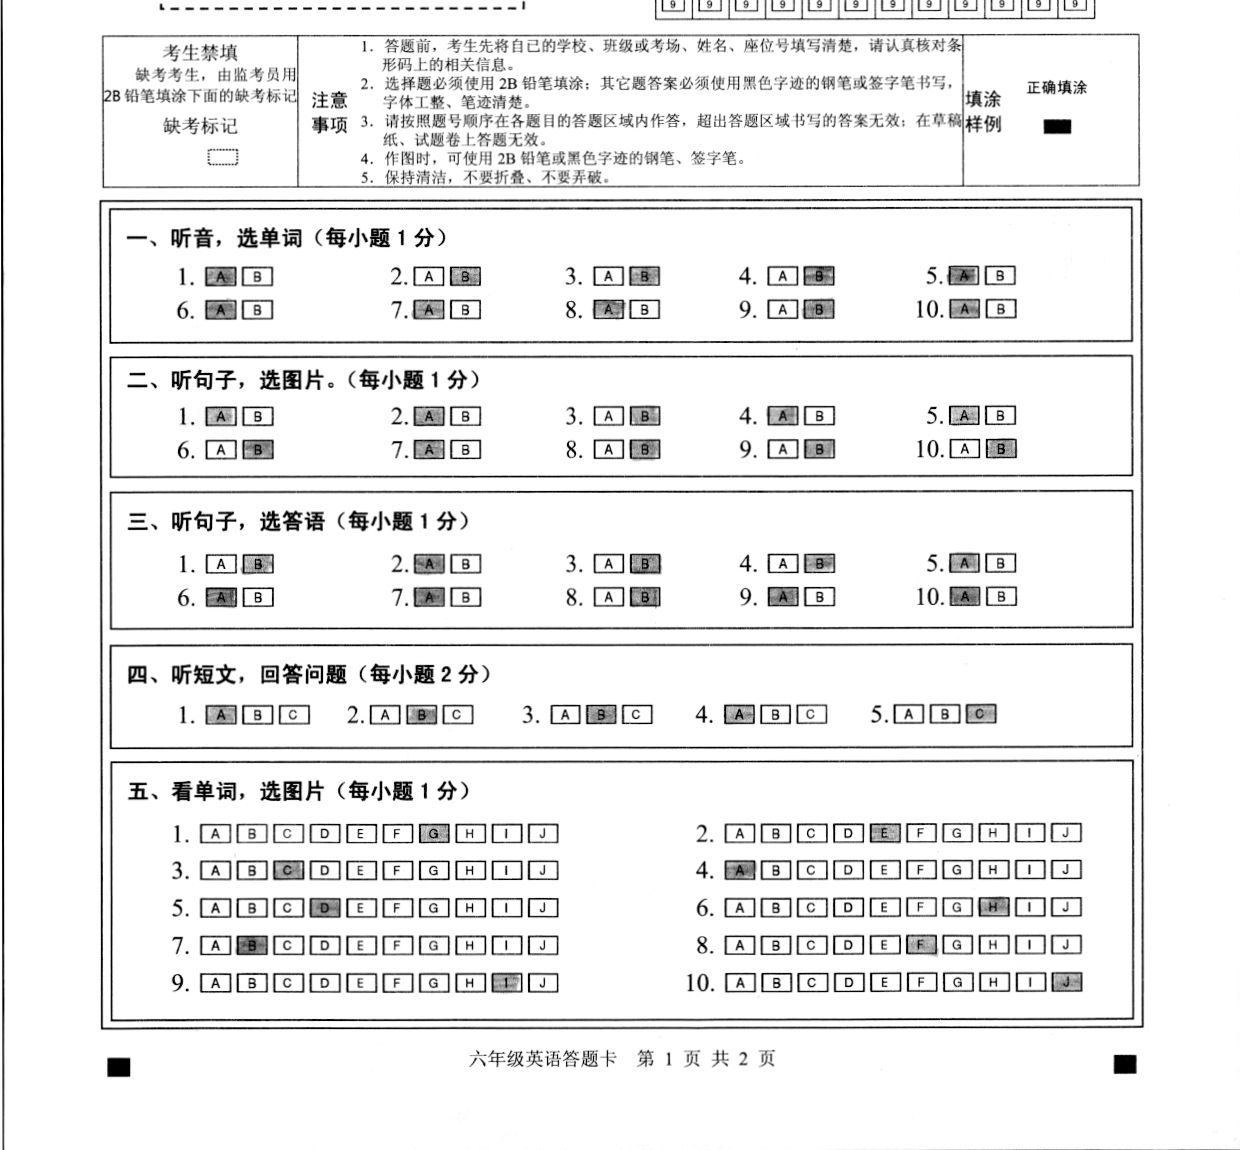 9 9 9 9 9 9 9 9 9 9 9 9
考生禁填
缺考考生，由监考员用
2B 铅笔填涂下面的缺考标记
缺考标记
注意
事项
1. 答题前，考生先将自已的学校、班级或考场、姓名、座位号填写清楚，请认真核对条
形码上的相关信息。
2. 选择题必须使用 2B 铅笔填涂；其它题答案必须使用黑色字迹的钢笔或签字笔书写，
字体工整、笔迹清楚。
3. 请按照题号顺序在各题目的答题区域内作答，超出答题区域书写的答案无效；在草稿
纸、试题卷上答题无效。
4. 作图时，可使用 2B 铅笔或黑色字迹的钢笔、签字笔。
5. 保持清洁，不要折叠、不要弄破。
填涂
样例
正确填涂
一、听音，选单词（每小题 1 分）
1. A B 2. A B 3. A B 4. A B 5. A B
6. A B 7. A B 8. A B 9. A B 10. A B
二、听句子，选图片。（每小题 1 分）
1. A B 2. A B 3. A B 4. A B 5. A B
6. A B 7. A B 8. A B 9. A B 10. A B
三、听句子，选答语（每小题 1 分）
1. A B 2. A B 3. A B 4. A B 5. A B
6. A B 7. A B 8. A B 9. A B 10. A B
四、听短文，回答问题（每小题 2 分）
1. A B C 2. A B C 3. A B C 4. A B C 5. A B C
五、看单词，选图片（每小题 1 分）
1. A B C D E F G H I J 2. A B C D E F G H I J
3. A B C D E F G H I J 4. A B C D E F G H I J
5. A B C D E F G H I J 6. A B C D E F G H I J
7. A B C D E F G H I J 8. A B C D E F G H I J
9. A B C D E F G H I J 10. A B C D E F G H I J
六年级英语答题卡 第 1 页 共 2 页